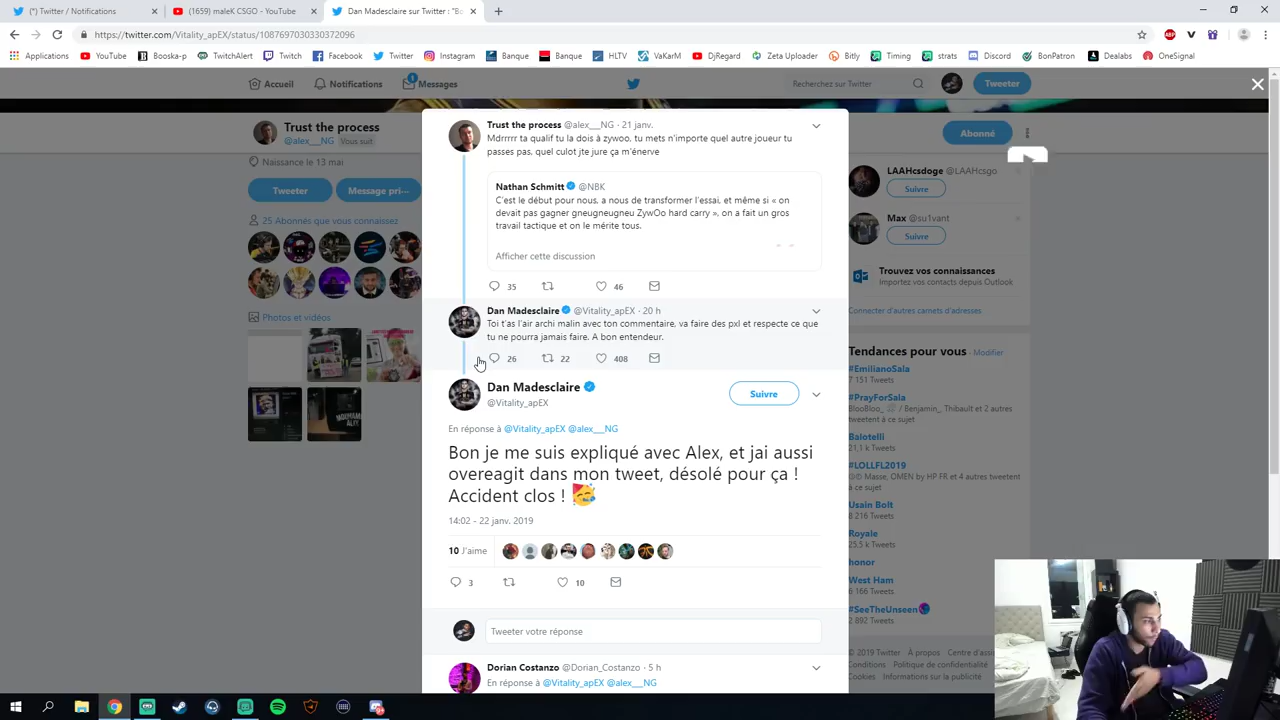 (*) Twitter / Notifications
(1659) maleK CSGO - YouTube
Dan Madesclaire sur Twitter : "Bo
https://twitter.com/Vitality_apEX/status/1087697030330372096
Applications
YouTube
Booska-p
TwitchAlert
Twitch
Facebook
Twitter
Instagram
Banque
Banque
HLTV
VaKarM
DjRegard
Zeta Uploader
Bitly
Timing
strats
Discord
BonPatron
Dealabs
OneSignal
Accueil
Notifications
1
Messages
Recherchez sur Twitter
Tweeter
Trust the process
@alex___NG Vous suit
Abonné
Naissance le 13 mai
Tweeter
Message pri...
25 Abonnés que vous connaissez
Photos et vidéos
Trust the process @alex___NG · 21 janv.
Mdrrrrr ta qualif tu la dois à zywoo, tu mets n'importe quel autre joueur tu
passes pas, quel culot jte jure ça m'énerve
Nathan Schmitt @NBK
C'est le début pour nous, a nous de transformer l'essai, et même si « on
devait pas gagner gneugneugneu ZywOo hard carry », on a fait un gros
travail tactique et on le mérite tous.
Afficher cette discussion
35
46
Dan Madesclaire @Vitality_apEX · 20 h
Toi t'as l'air archi malin avec ton commentaire, va faire des pxl et respecte ce que
tu ne pourra jamais faire. A bon entendeur.
26
22
408
Dan Madesclaire
@Vitality_apEX
Suivre
En réponse à @Vitality_apEX @alex___NG
Bon je me suis expliqué avec Alex, et jai aussi
overeagit dans mon tweet, désolé pour ça !
Accident clos ! 🥳
14:02 - 22 janv. 2019
10 J'aime
3
10
Tweeter votre réponse
Dorian Costanzo @Dorian_Costanzo · 5 h
En réponse à @Vitality_apEX @alex___NG
LAAHcsdoge @LAAHcsgo
Suivre
Max @su1vant
Suivre
Trouvez vos connaissances
Importez vos contacts depuis Outlook
Connecter d'autres carnets d'adresses
Tendances pour vous · Modifier
#EmilianoSala
7 151 Tweets
#PrayForSala
BlooBloo_ / Benjamin_ Thibault et 2 autres
tweetent à ce sujet
Balotelli
21,1 k Tweets
#LOLLFL2019
Masse, OMEN by HP FR et 4 autres tweetent
à ce sujet
Usain Bolt
8 216 Tweets
Royale
25,5 k Tweets
honor
West Ham
6 166 Tweets
#SeeTheUnseen
2 892 Tweets
© 2019 Twitter À propos Centre d'assi
Conditions Politique de confidentialité
Cookies Informations sur la publicité